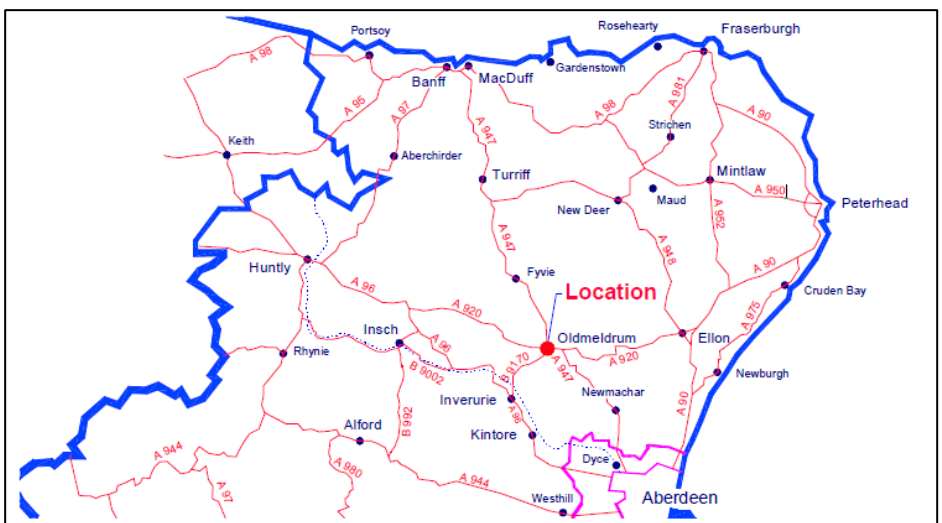 Rosehearty
Fraserburgh
Portsoy
A 98
Banff
MacDuff
Gardenstown
A 981
A 98
A 90
A 95
A 97
A 947
Strichen
Keith
Aberchirder
Turriff
Mintlaw
A 950
Maud
New Deer
Peterhead
A 952
A 947
A 948
Huntly
Fyvie
A 90
A 96
Location
Cruden Bay
A 975
A 920
Insch
Oldmeldrum
Ellon
A 96
Rhynie
B 9002
B 9170
A 947
A 920
Newburgh
Newmachar
Inverurie
A 96
A 90
B 992
Alford
Kintore
A 944
A 980
Dyce
A 944
A 97
Westhill
Aberdeen